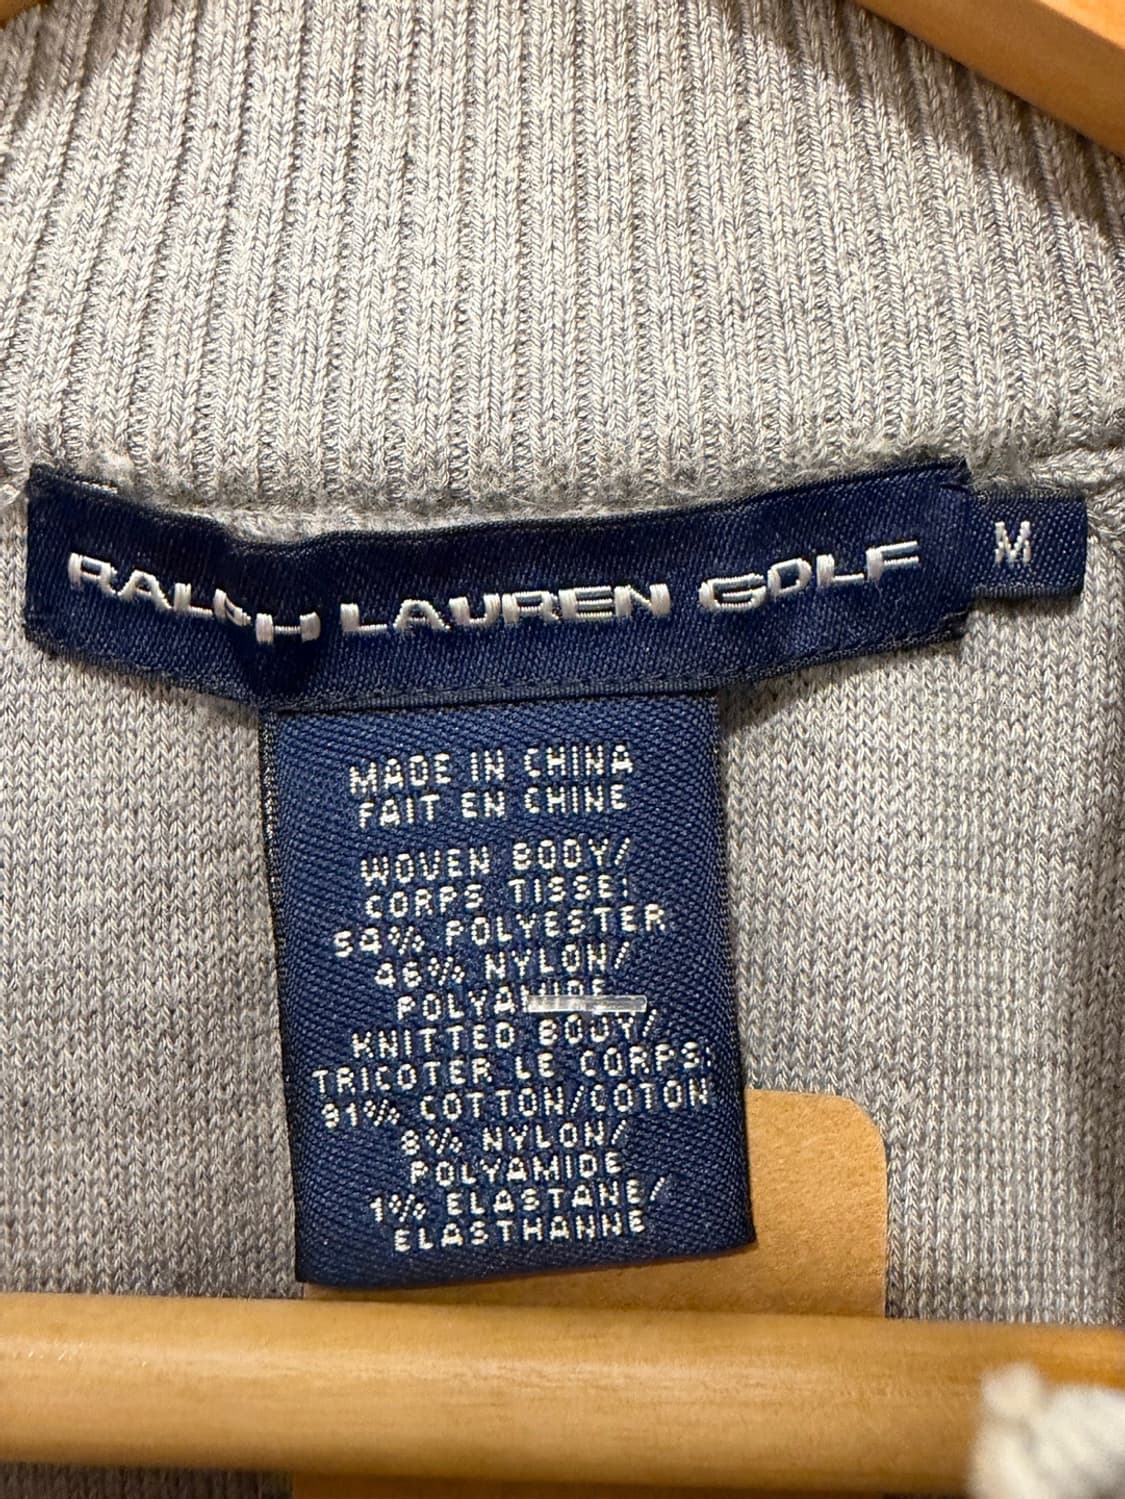 RALPH LAUREN GOLF
M
MADE IN CHINA
FAIT EN CHINE
WOVEN BODY/
CORPS TISSE:
54% POLYESTER
46% NYLON/
POLYAMIDE
KNITTED BODY/
TRICOTER LE CORPS:
91% COTTON/COTON
8% NYLON/
POLYAMIDE
1% ELASTANE/
ELASTHANNE